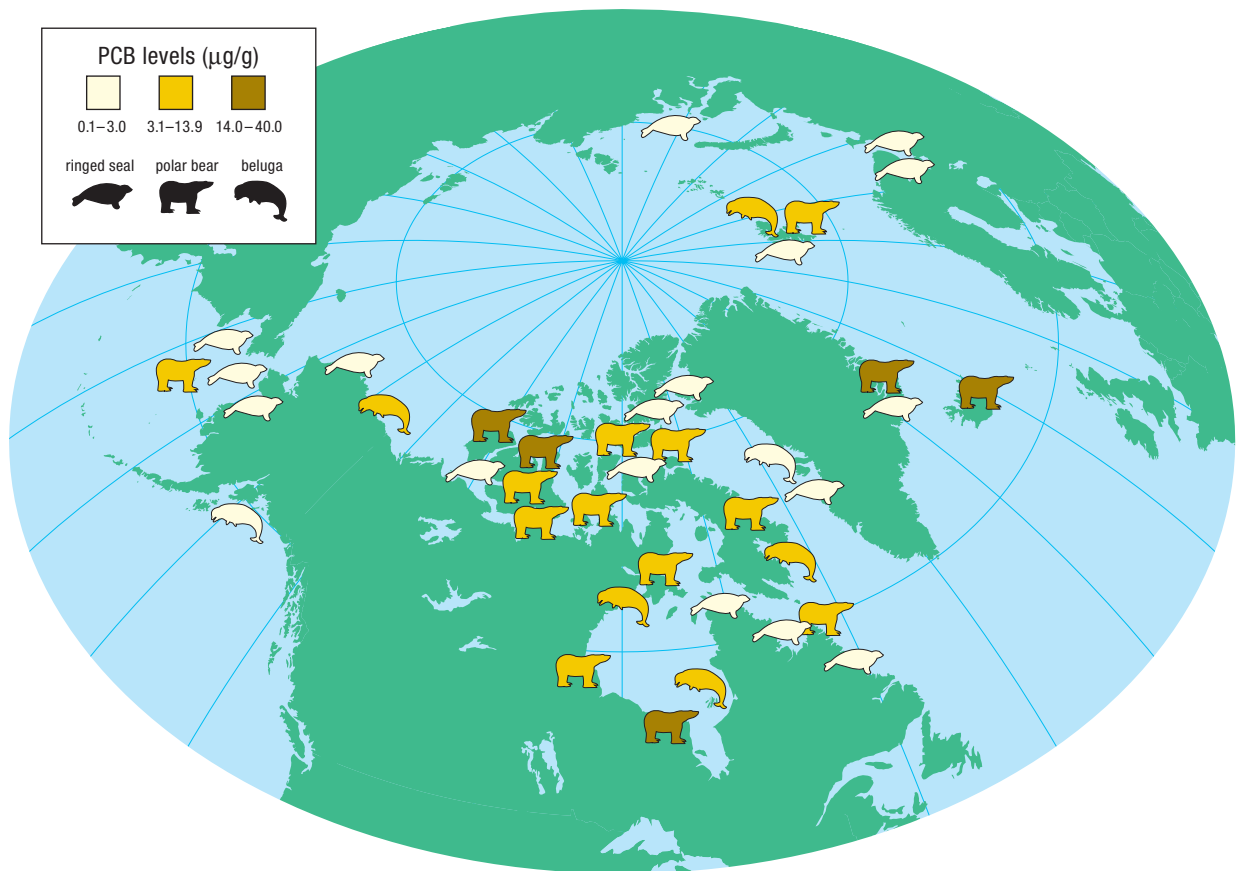 PCB levels (µg/g)
0.1–3.0 3.1–13.9 14.0–40.0
ringed seal polar bear beluga